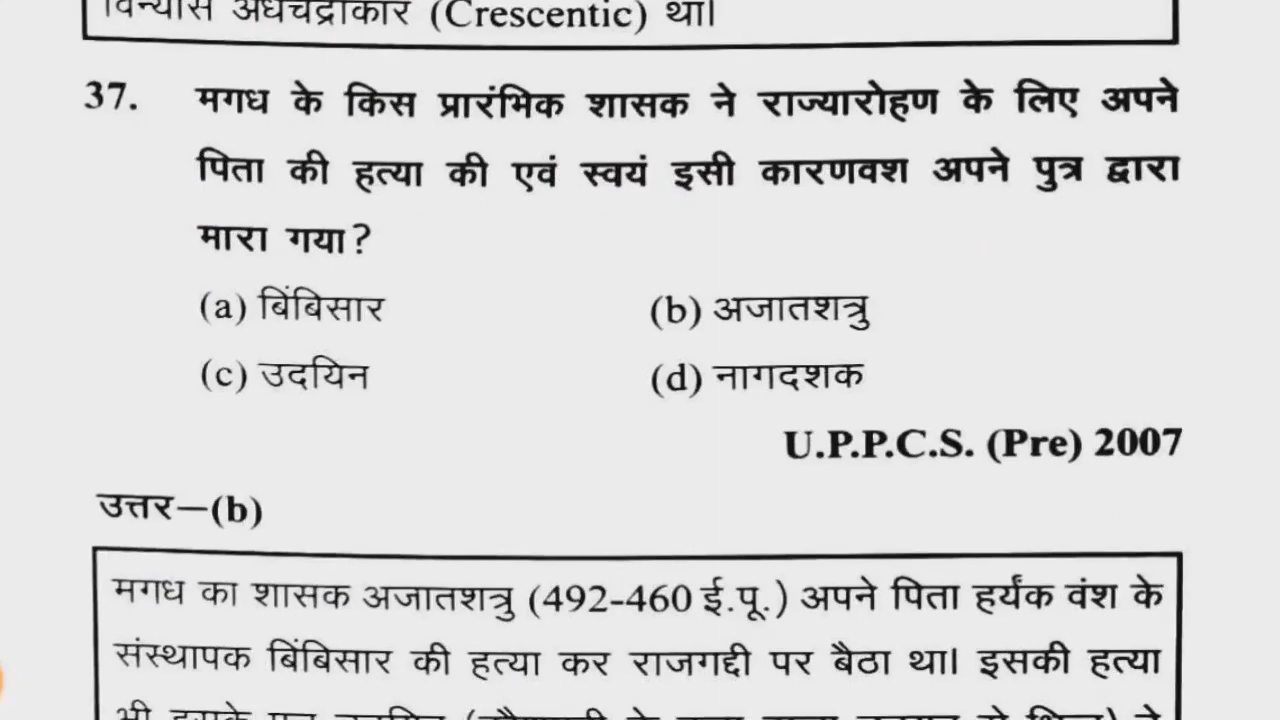 विन्यास अर्धचंद्राकार (Crescentic) था।
37. मगध के किस प्रारंभिक शासक ने राज्यारोहण के लिए अपने
पिता की हत्या की एवं स्वयं इसी कारणवश अपने पुत्र द्वारा
मारा गया?
(a) बिंबिसार (b) अजातशत्रु
(c) उदयिन (d) नागदशक
U.P.P.C.S. (Pre) 2007
उत्तर—(b)
मगध का शासक अजातशत्रु (492-460 ई.पू.) अपने पिता हर्यंक वंश के
संस्थापक बिंबिसार की हत्या कर राजगद्दी पर बैठा था। इसकी हत्या